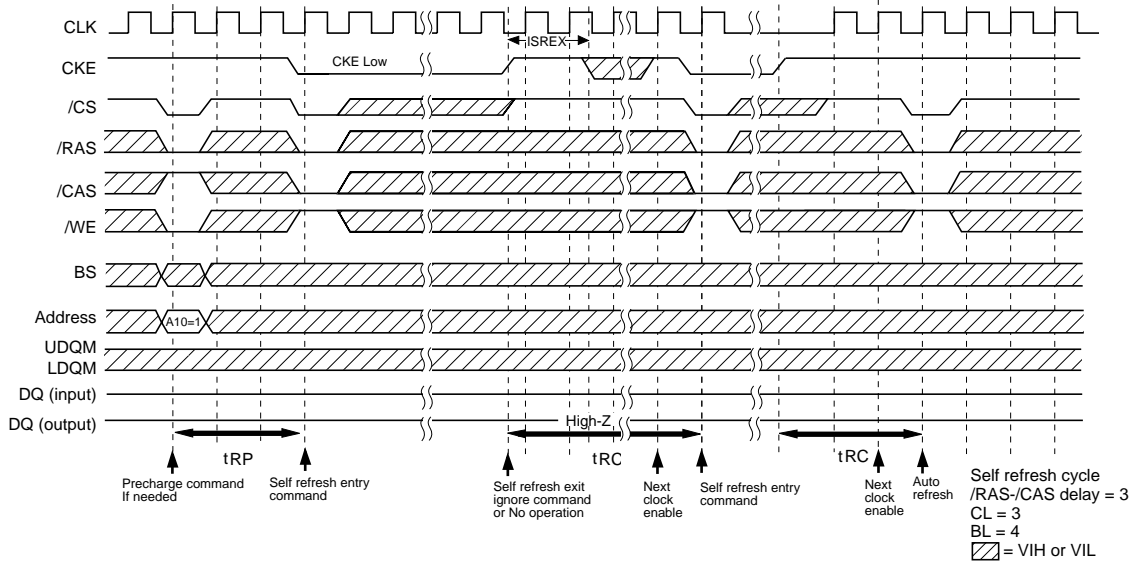 CLK
ISREX
CKE
CKE Low
/CS
/RAS
/CAS
/WE
BS
Address
A10=1
UDQM
LDQM
DQ (input)
DQ (output)
High-Z
tRP
tRC
tRC
Precharge command
If needed
Self refresh entry
command
Self refresh exit
ignore command
or No operation
Next
clock
enable
Self refresh entry
command
Next
clock
enable
Auto
refresh
Self refresh cycle
/RAS-/CAS delay = 3
CL = 3
BL = 4
= VIH or VIL